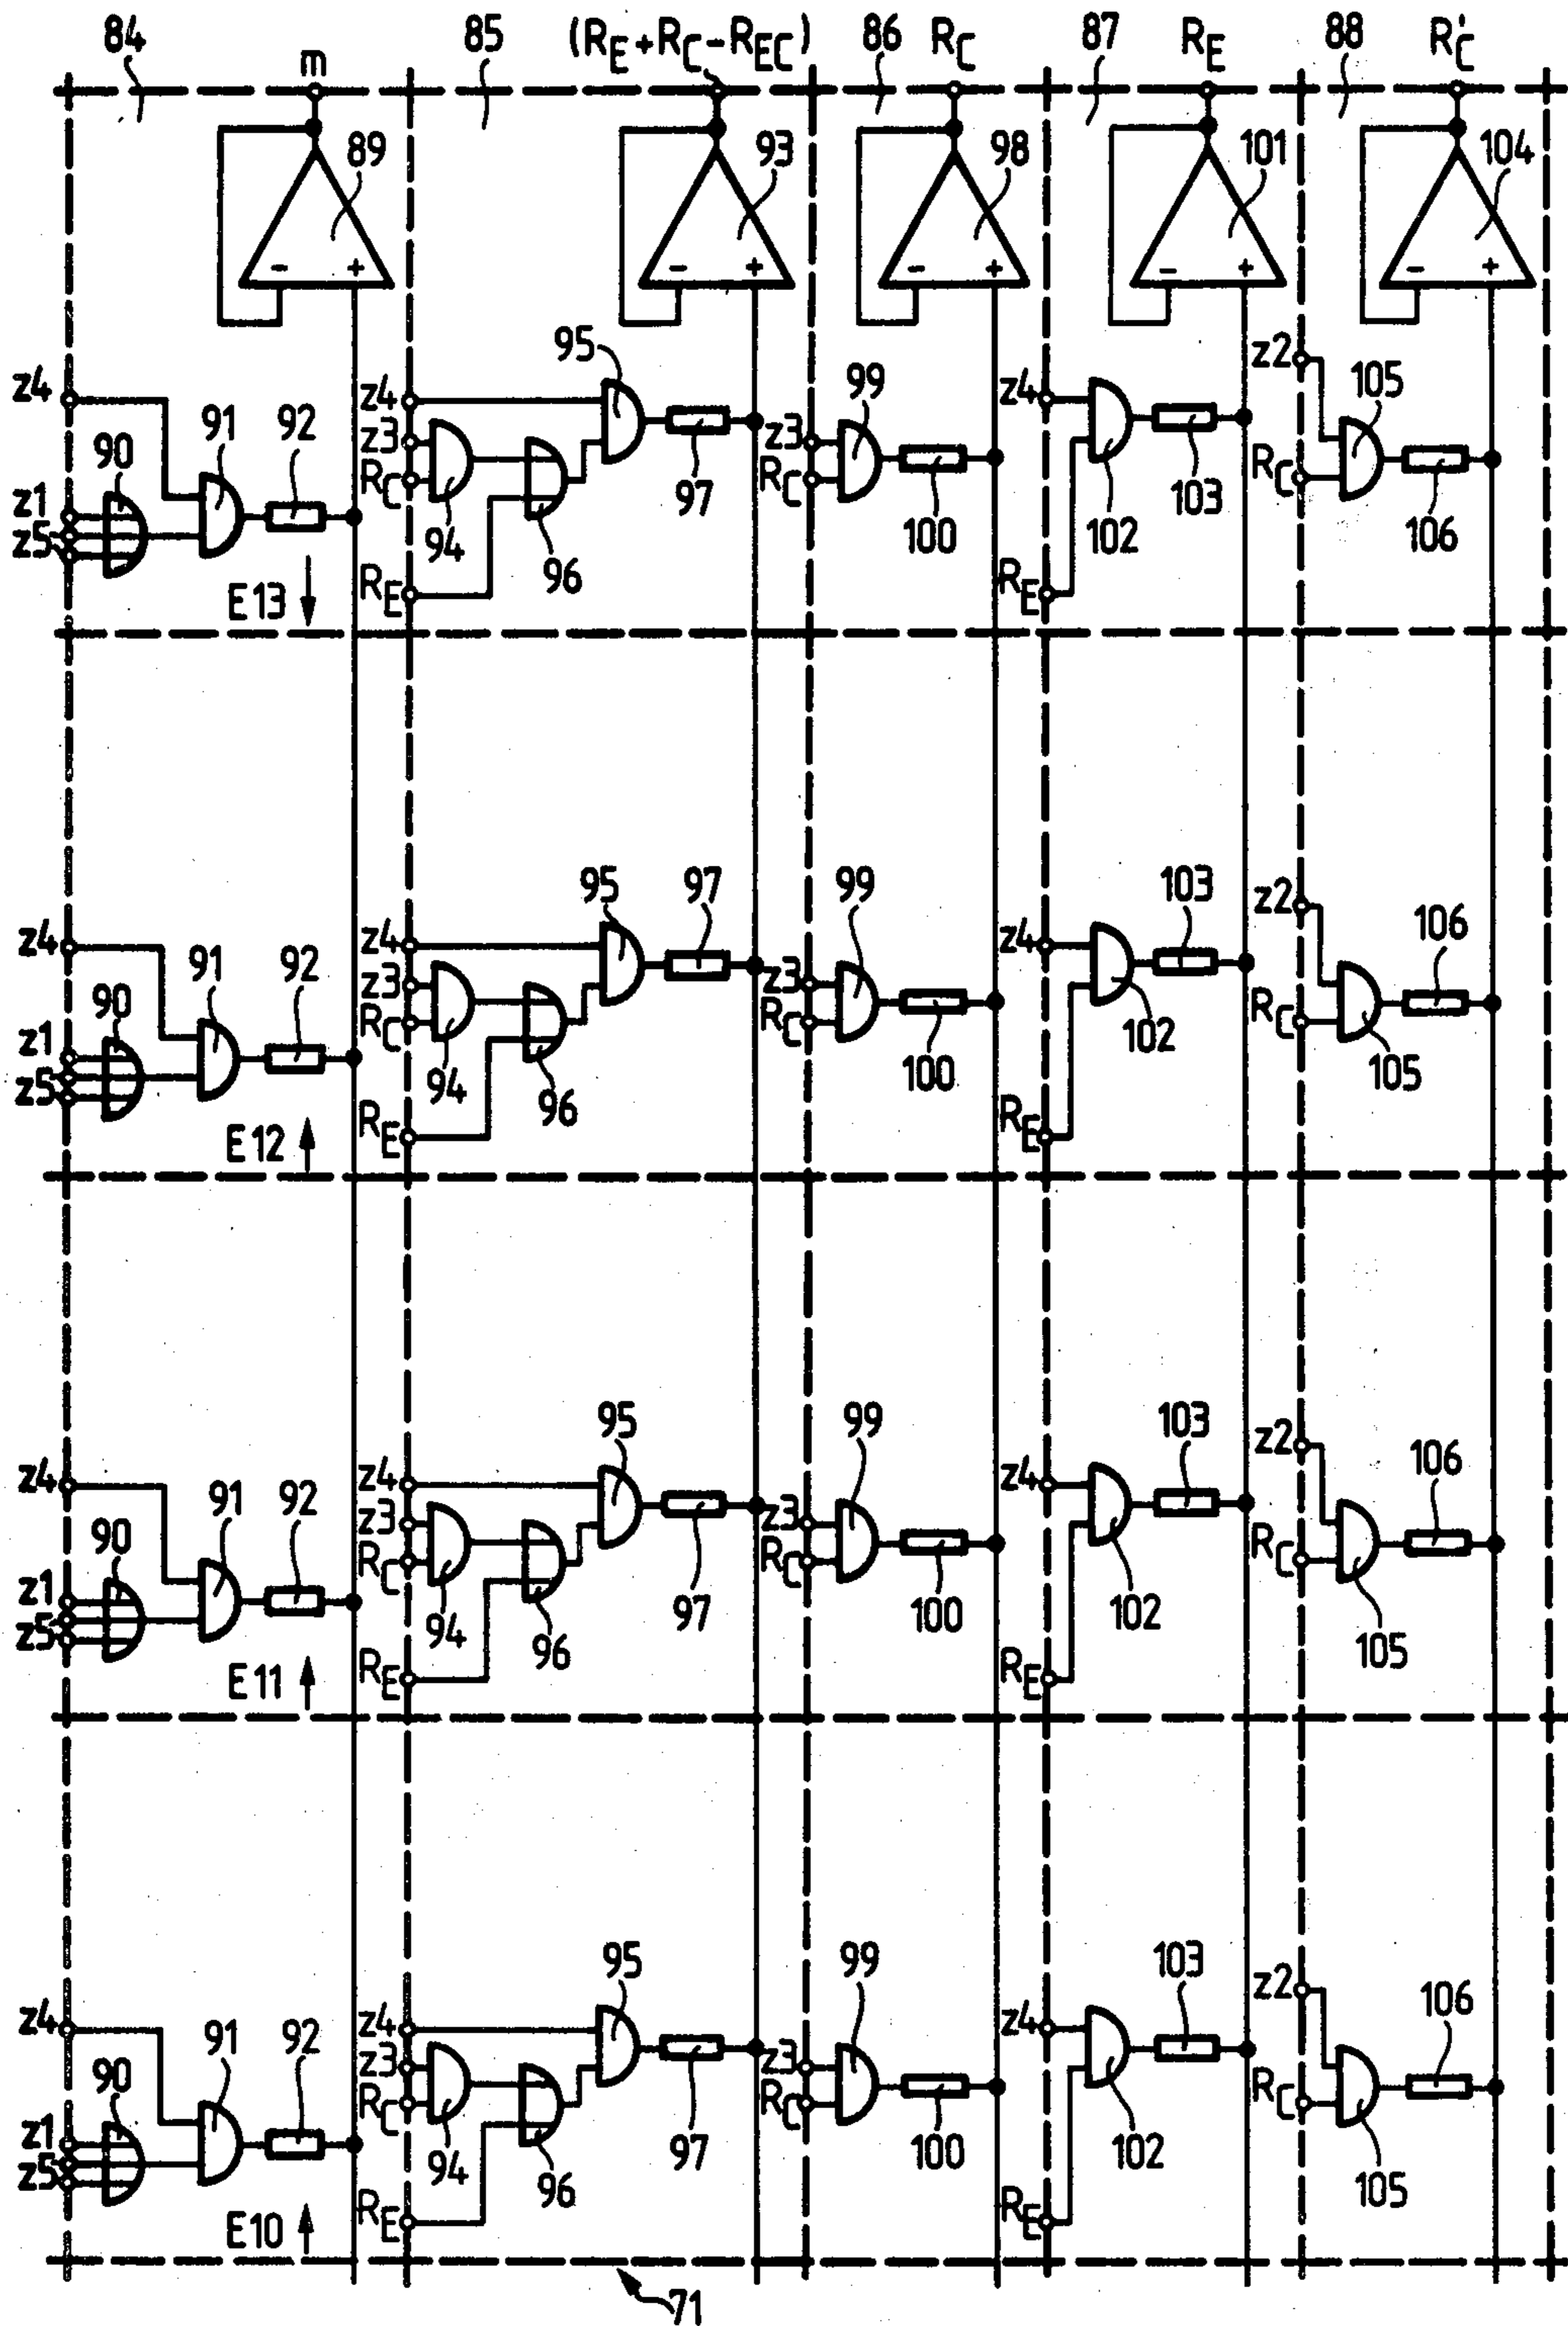 84 m 85 (RE+RC-REC) 86 RC 87 RE 88 R'C
89 93 98 101 104
- + - + - + - + - +
z4 90 91 92 z4 z3 RC 95 z3 RC 99 z4 z2 105
z1 z5 94 96 97 100 102 103 RC 106
E13 RE RE
z4 90 91 92 z4 z3 RC 95 97 z3 RC 99 z4 103 z2 106
z1 z5 94 96 100 102 RC 105
E12 RE RE
z4 90 91 92 z4 z3 RC 95 z3 RC 99 z4 103 z2 106
z1 z5 94 96 97 100 102 RC 105
E11 RE RE
z4 90 91 92 z4 z3 RC 95 z3 RC 99 z4 103 z2 106
z1 z5 94 96 97 100 102 RC 105
E10 RE RE
71